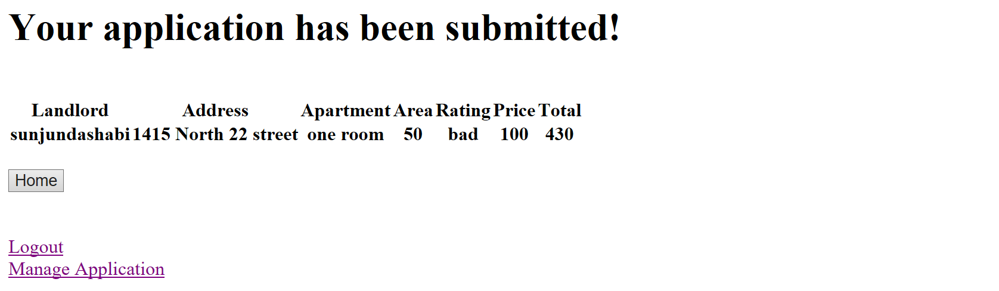 Your application has been submitted!
Landlord Address Apartment Area Rating Price Total
sunjundashabi 1415 North 22 street one room 50 bad 100 430
Home
Logout
Manage Application